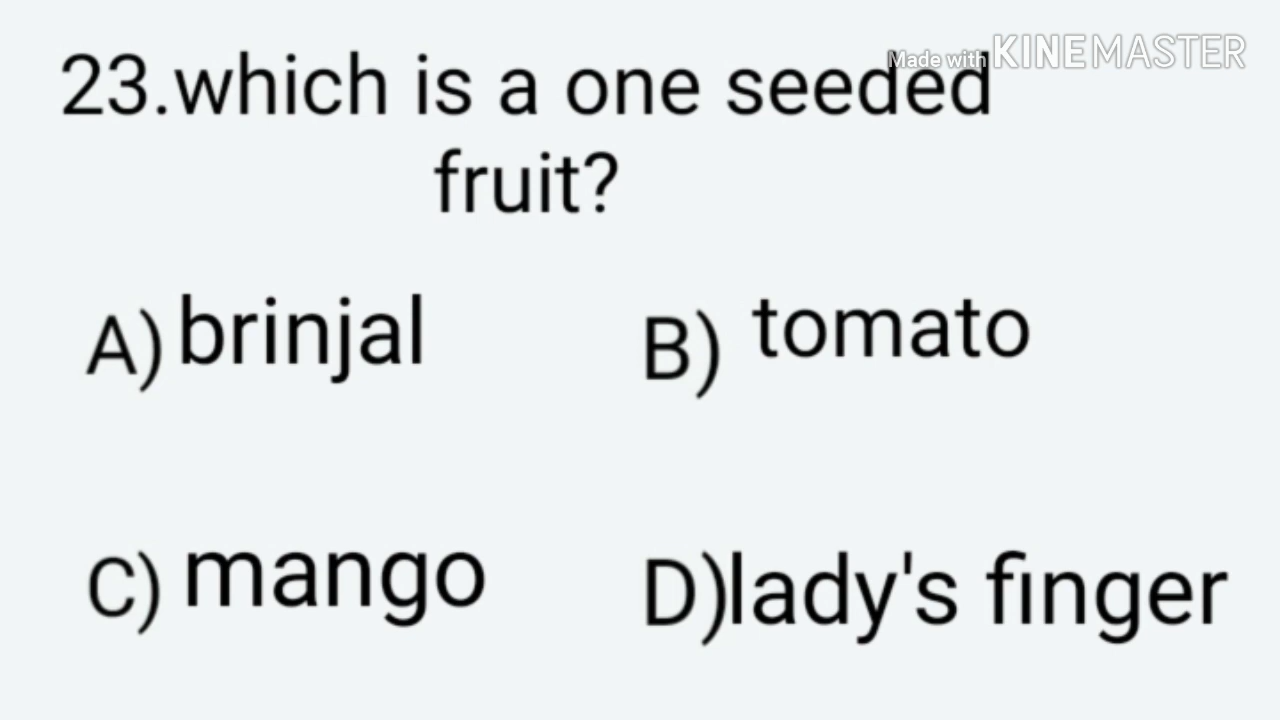 Made with KINEMASTER
23.which is a one seeded
fruit?
A) brinjal
B) tomato
C) mango
D)lady's finger